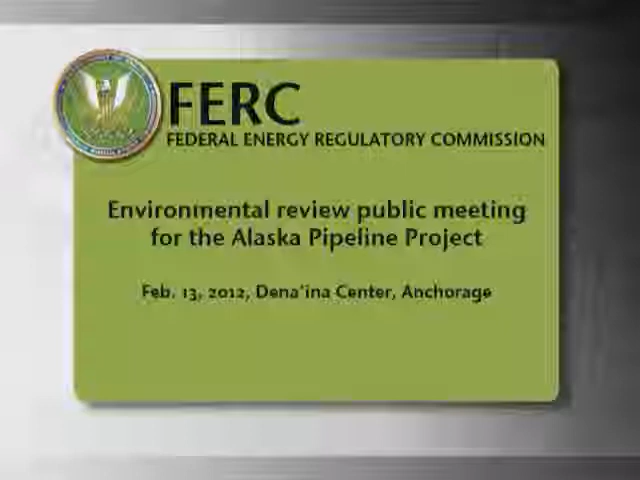 FERC
FEDERAL ENERGY REGULATORY COMMISSION
Environmental review public meeting
for the Alaska Pipeline Project
Feb. 13, 2012, Dena'ina Center, Anchorage